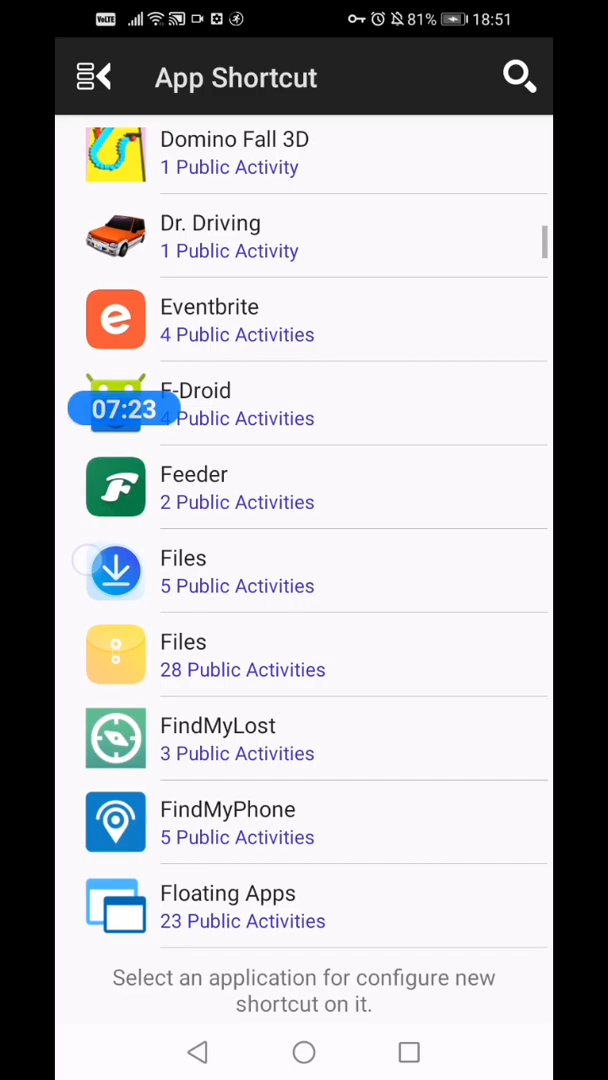 VoLTE 81% 18:51
App Shortcut
Domino Fall 3D
1 Public Activity
Dr. Driving
1 Public Activity
e
Eventbrite
4 Public Activities
F-Droid
07:23
4 Public Activities
F
Feeder
2 Public Activities
Files
5 Public Activities
Files
28 Public Activities
FindMyLost
3 Public Activities
FindMyPhone
5 Public Activities
Floating Apps
23 Public Activities
Select an application for configure new
shortcut on it.